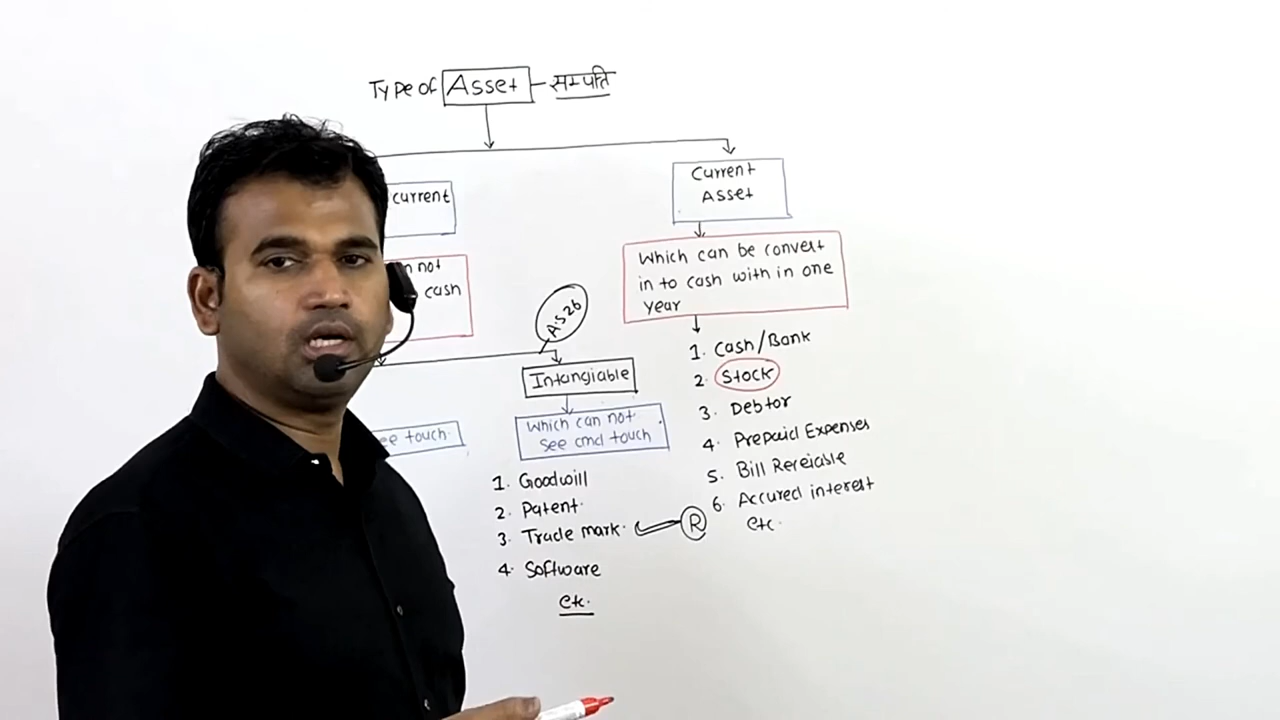 Type of Asset - सम्पति
current
n not
cash
ee touch.
A.S 26
Intangiable
Which can not
See and touch
1. Goodwill
2. Patent.
3. Trade mark. R
4. Software
etc.
Current
Asset
Which can be convert
in to cash with in one
year
1. Cash/Bank
2. Stock
3. Debtor
4. Prepaid Expenses
5. Bill Rereiable
6. Accured interest
etc.